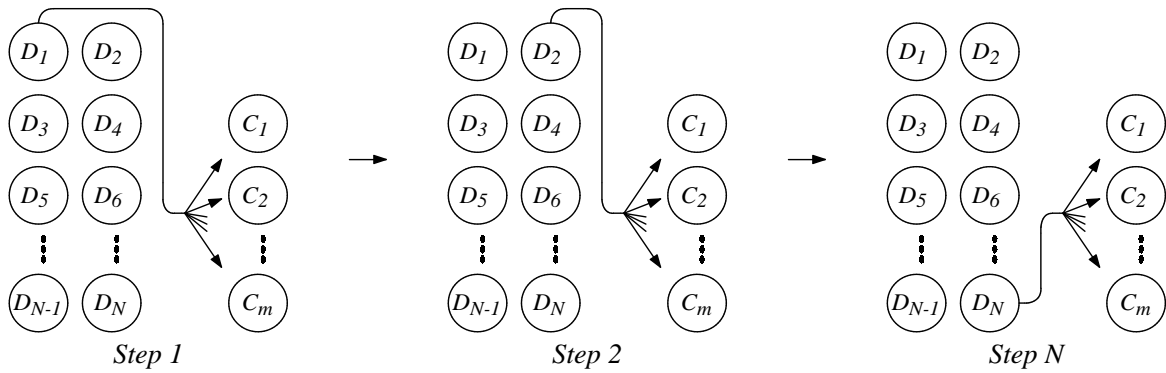 D1 D2 D1 D2 D1 D2
D3 D4 C1 D3 D4 C1 D3 D4 C1
D5 D6 C2 D5 D6 C2 D5 D6 C2
DN-1 DN Cm DN-1 DN Cm DN-1 DN Cm
Step 1 Step 2 Step N